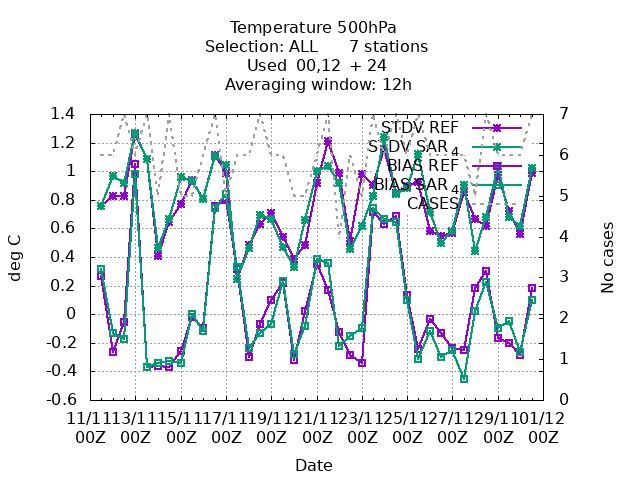 Temperature 500hPa
Selection: ALL 7 stations
Used 00,12 + 24
Averaging window: 12h
STDV REF
STDV SAR 4
BIAS REF
BIAS SAR 4
CASES
1.4
1.2
1
0.8
0.6
0.4
0.2
0
-0.2
-0.4
-0.6
7
6
5
4
3
2
1
0
deg C
No cases
11/11 13/11 15/11 17/11 19/11 21/11 23/11 25/11 27/11 29/11 01/12
00Z 00Z 00Z 00Z 00Z 00Z 00Z 00Z 00Z 00Z 00Z
Date